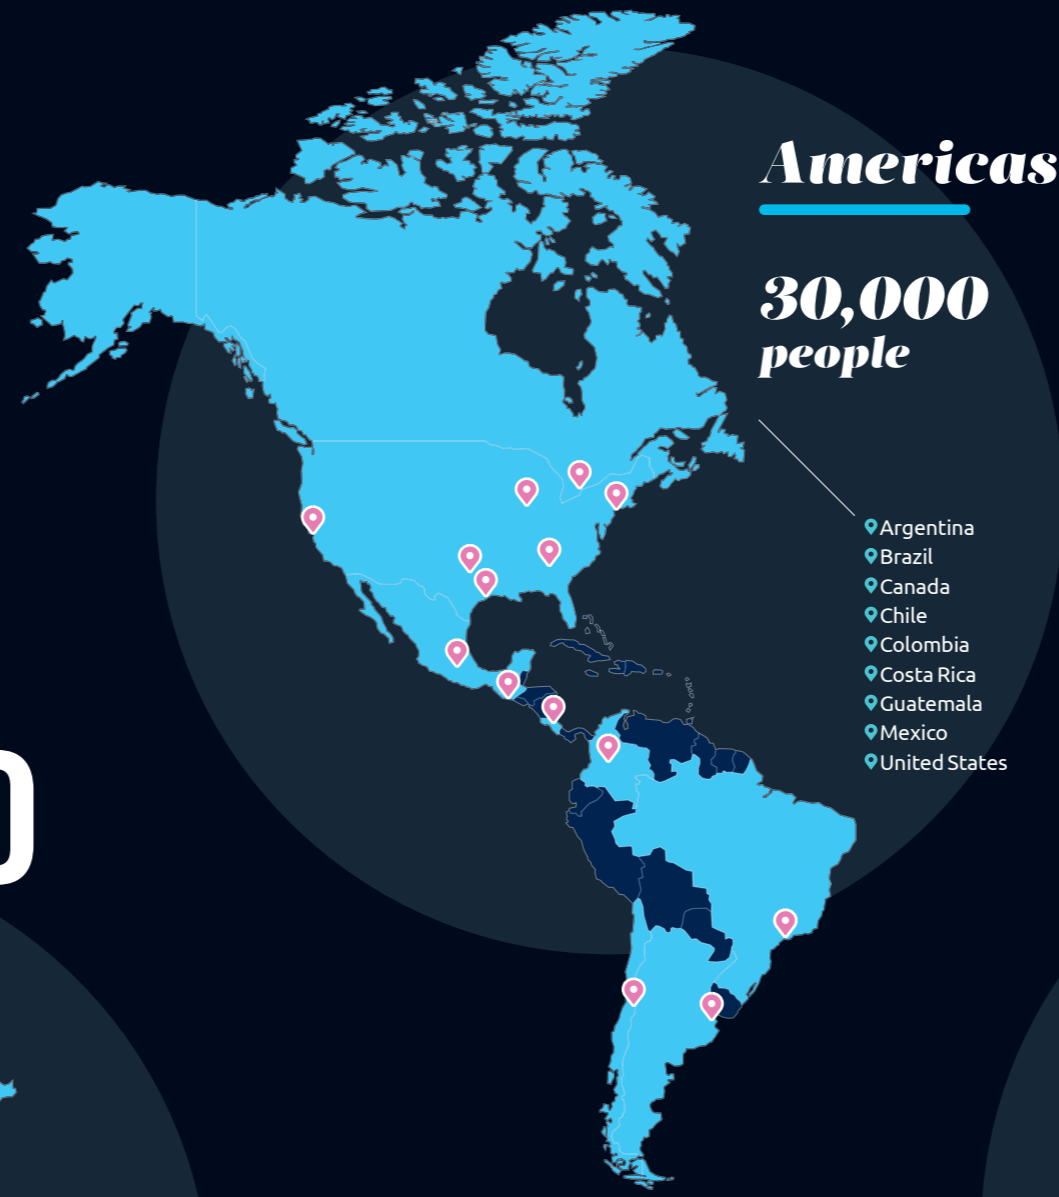 Americas
30,000
people
Argentina
Brazil
Canada
Chile
Colombia
Costa Rica
Guatemala
Mexico
United States